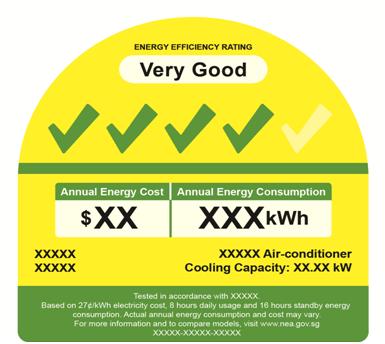 ENERGY EFFICIENCY RATING
Very Good
Annual Energy Cost Annual Energy Consumption
$XX XXXkWh
XXXXX XXXXX Air-conditioner
XXXXX Cooling Capacity: XX.XX kW
Tested in accordance with XXXXX.
Based on 27¢/kWh electricity cost, 8 hours daily usage and 16 hours standby energy
consumption. Actual annual energy consumption and cost may vary.
For more information and to compare models, visit www.nea.gov.sg
XXXXX-XXXXX-XXXXX